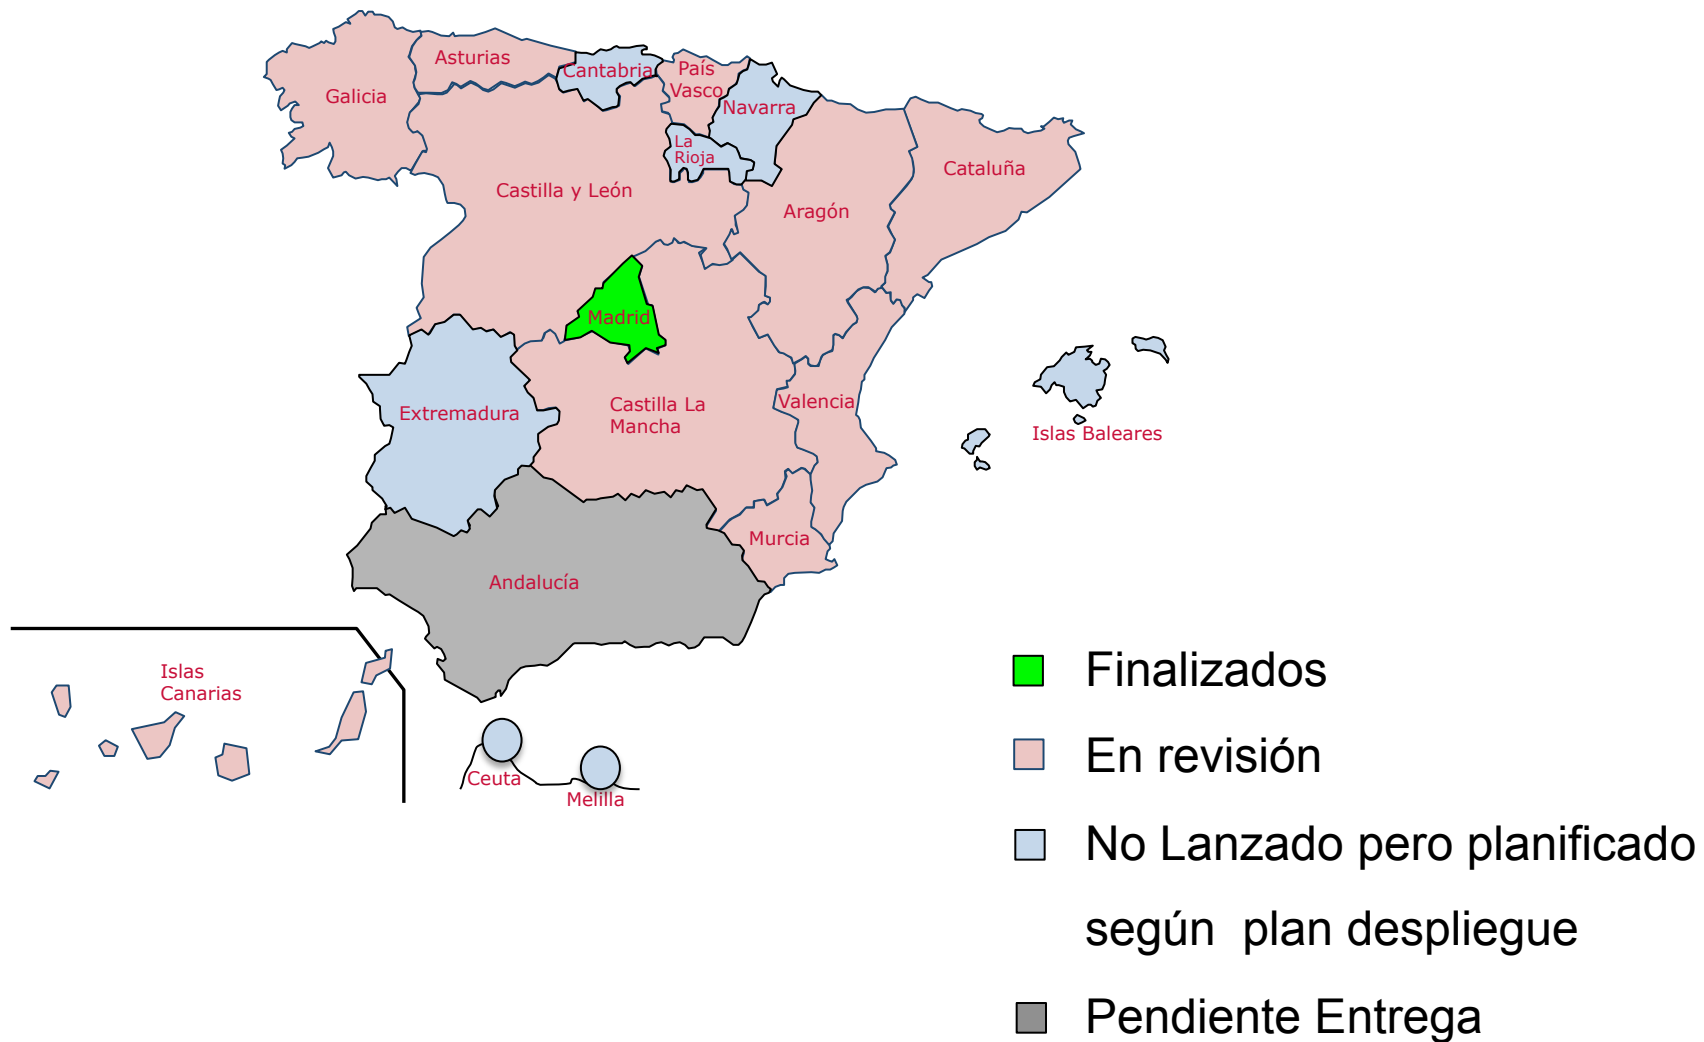 Asturias
Cantabria
País
Vasco
Navarra
Galicia
La
Rioja
Cataluña
Castilla y León
Aragón
Madrid
Extremadura
Castilla La
Mancha
Valencia
Islas Baleares
Murcia
Andalucía
Islas
Canarias
Ceuta
Melilla
Finalizados
En revisión
No Lanzado pero planificado
según plan despliegue
Pendiente Entrega